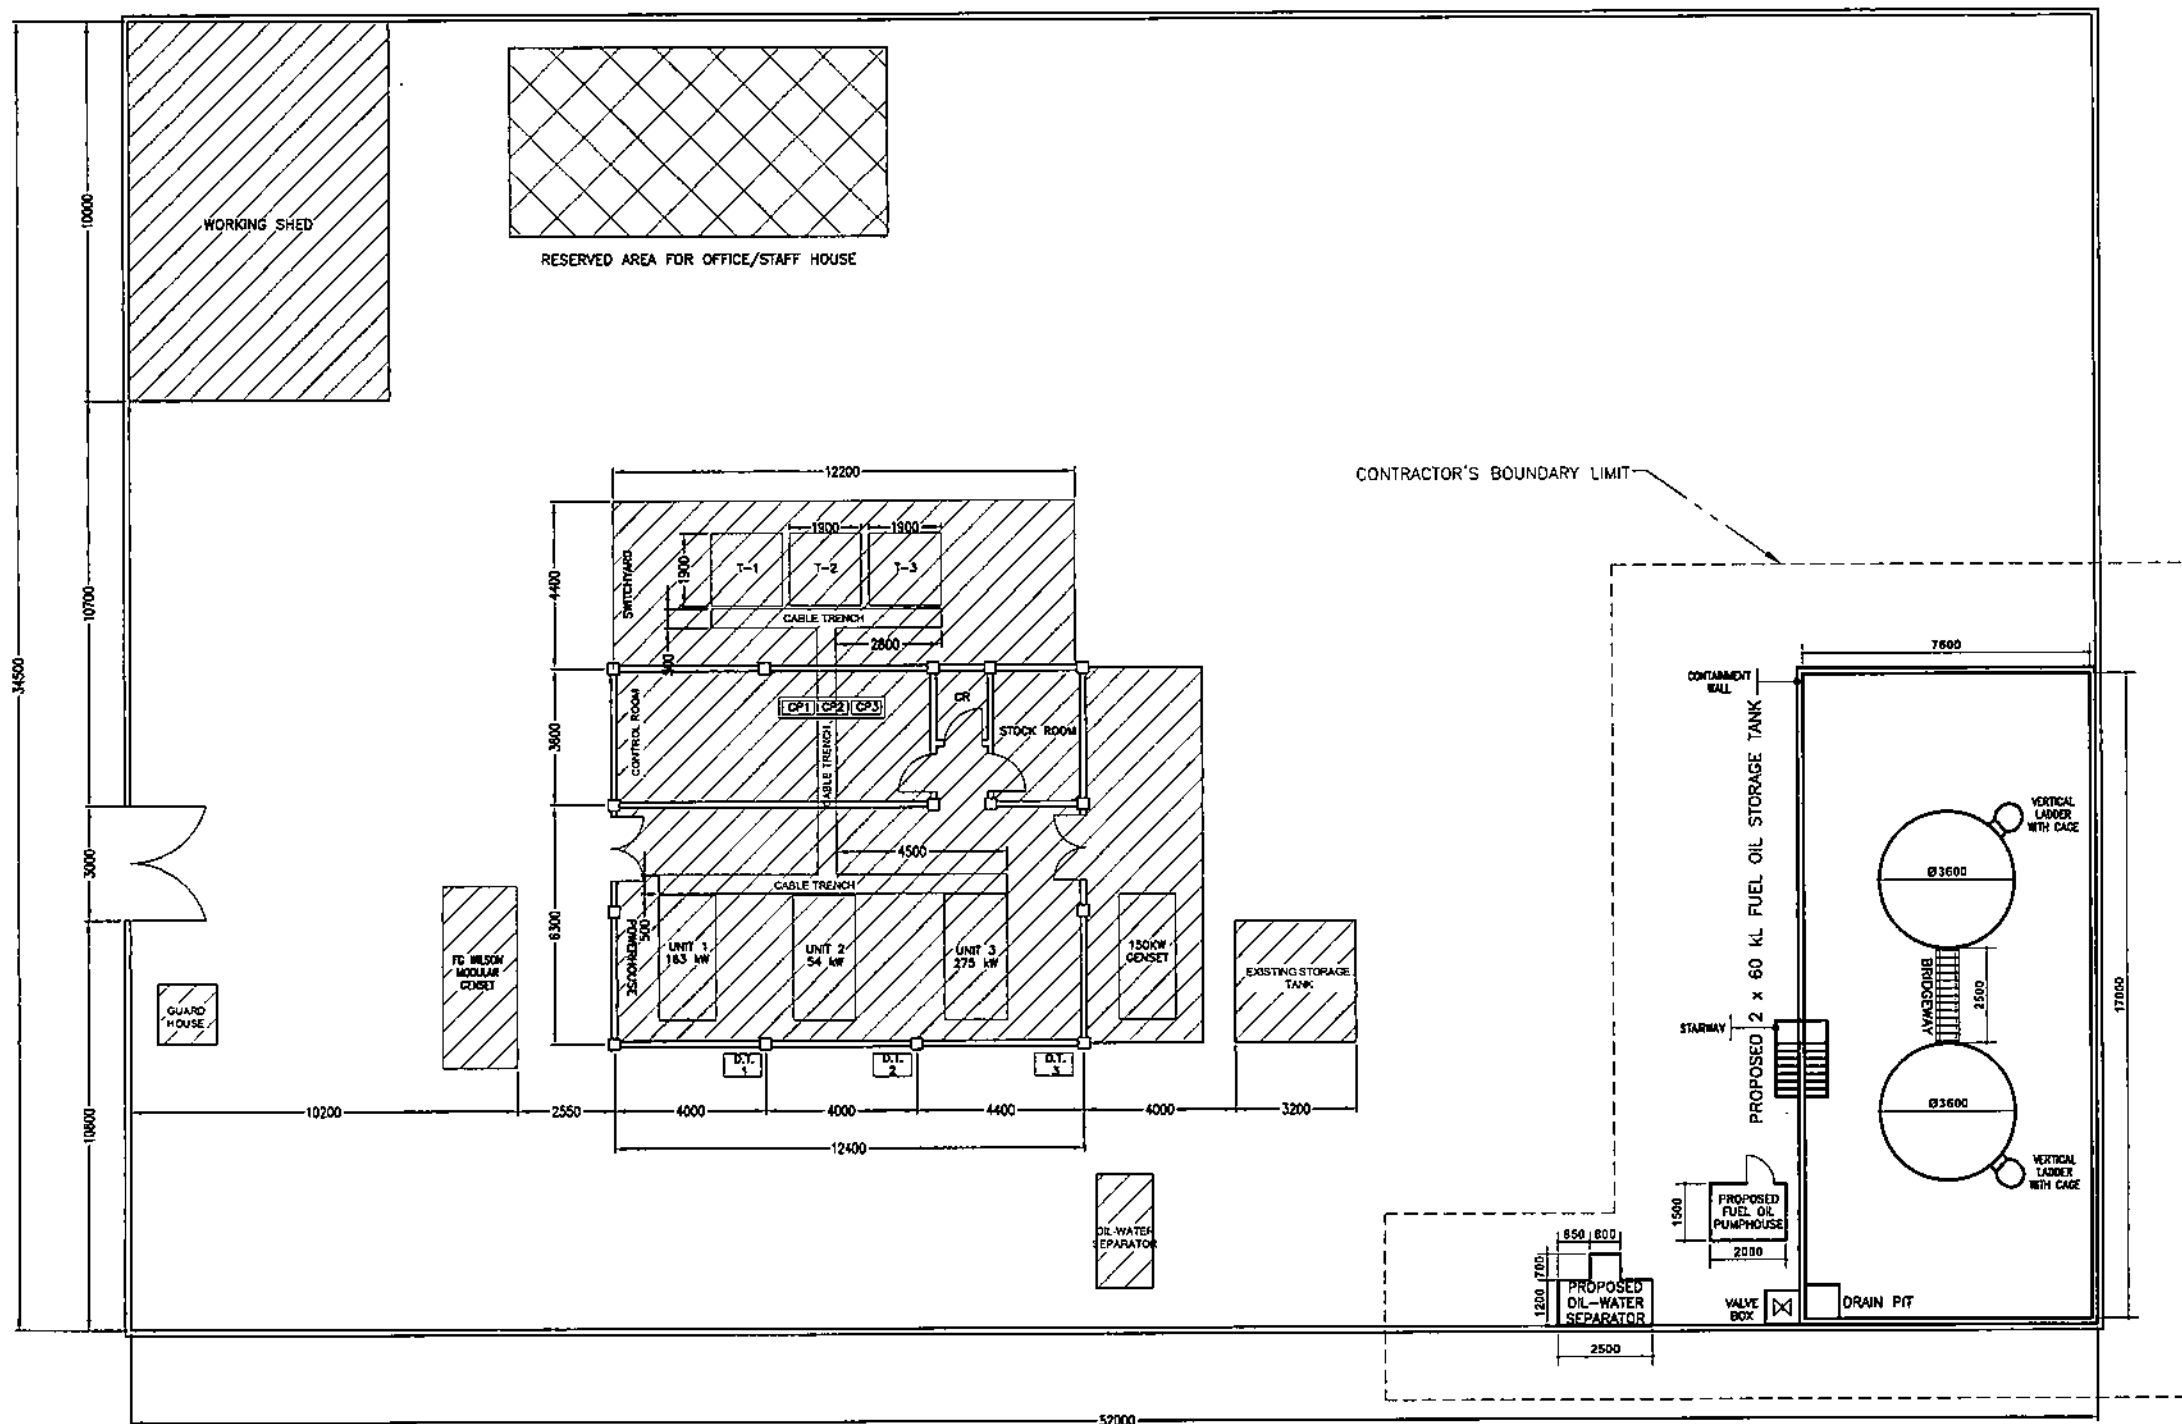 WORKING SHED
RESERVED AREA FOR OFFICE/STAFF HOUSE
10000
10700
34500
3000
10800
12200
CONTRACTOR'S BOUNDARY LIMIT
1900
1900
1900
SWITCHYARD
4400
T-1
T-2
T-3
CABLE TRENCH
2800
500
CONTROL ROOM
3600
CP1
CP2
CP3
CR
STOCK ROOM
CABLE TRENCH
4500
CABLE TRENCH
6300
POWERHOUSE
500
UNIT 1
163 kW
UNIT 2
54 kW
UNIT 3
275 kW
150KW
GENSET
FG WILSON
MODULAR
GENSET
GUARD
HOUSE
EXISTING STORAGE
TANK
D.T.
1
D.T.
2
D.T.
3
10200
2550
4000
4000
4400
4000
3200
12400
OIL-WATER
SEPARATOR
7600
CONTAINMENT
WALL
PROPOSED 2 x 60 kL FUEL OIL STORAGE TANK
VERTICAL
LADDER
WITH CAGE
Ø3600
BRIDGEWAY
2500
17000
STAIRWAY
Ø3600
VERTICAL
LADDER
WITH CAGE
1500
PROPOSED
FUEL OIL
PUMPHOUSE
2000
850
800
700
1200
PROPOSED
OIL-WATER
SEPARATOR
2500
VALVE
BOX
DRAIN PIT
52000